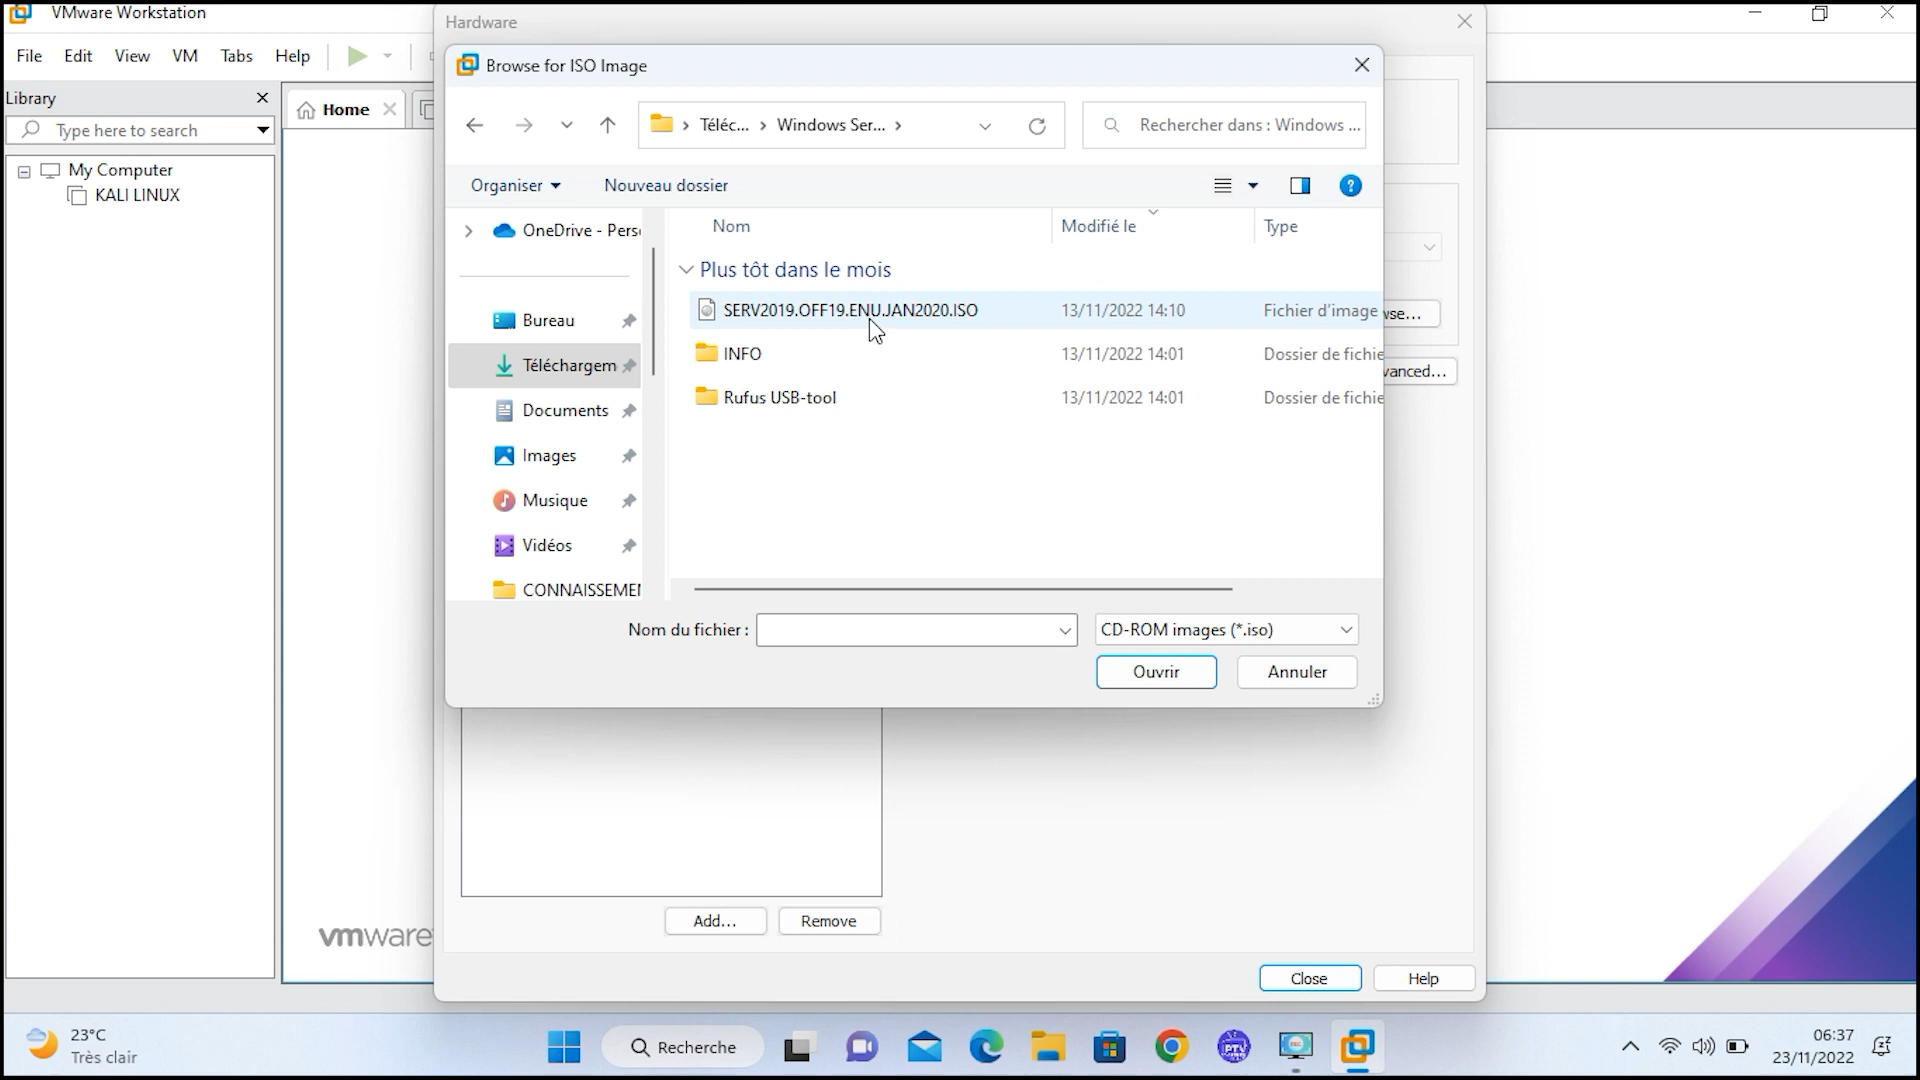 VMware Workstation
File Edit View VM Tabs Help
Library
Type here to search
My Computer
KALI LINUX
Home
vmware
Hardware
Browse for ISO Image
Téléc... Windows Ser...
Rechercher dans : Windows ...
Organiser Nouveau dossier
OneDrive - Pers
Bureau
Téléchargem
Documents
Images
Musique
Vidéos
CONNAISSEME
Nom Modifié le Type
Plus tôt dans le mois
SERV2019.OFF19.ENU.JAN2020.ISO 13/11/2022 14:10 Fichier d'image
INFO 13/11/2022 14:01 Dossier de fichie
Rufus USB-tool 13/11/2022 14:01 Dossier de fichie
Nom du fichier :
CD-ROM images (*.iso)
Ouvrir Annuler
wse...
vanced...
Add... Remove
Close Help
23°C
Très clair
Recherche
06:37
23/11/2022